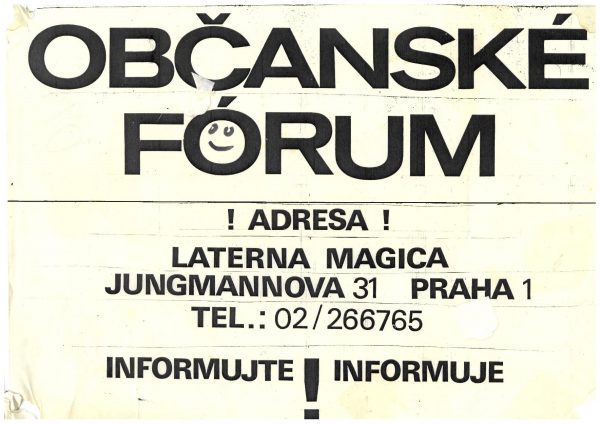 OBČANSKÉ
FÓRUM
! ADRESA !
LATERNA MAGICA
JUNGMANNOVA 31 PRAHA 1
TEL.: 02/266765
INFORMUJTE ! INFORMUJE